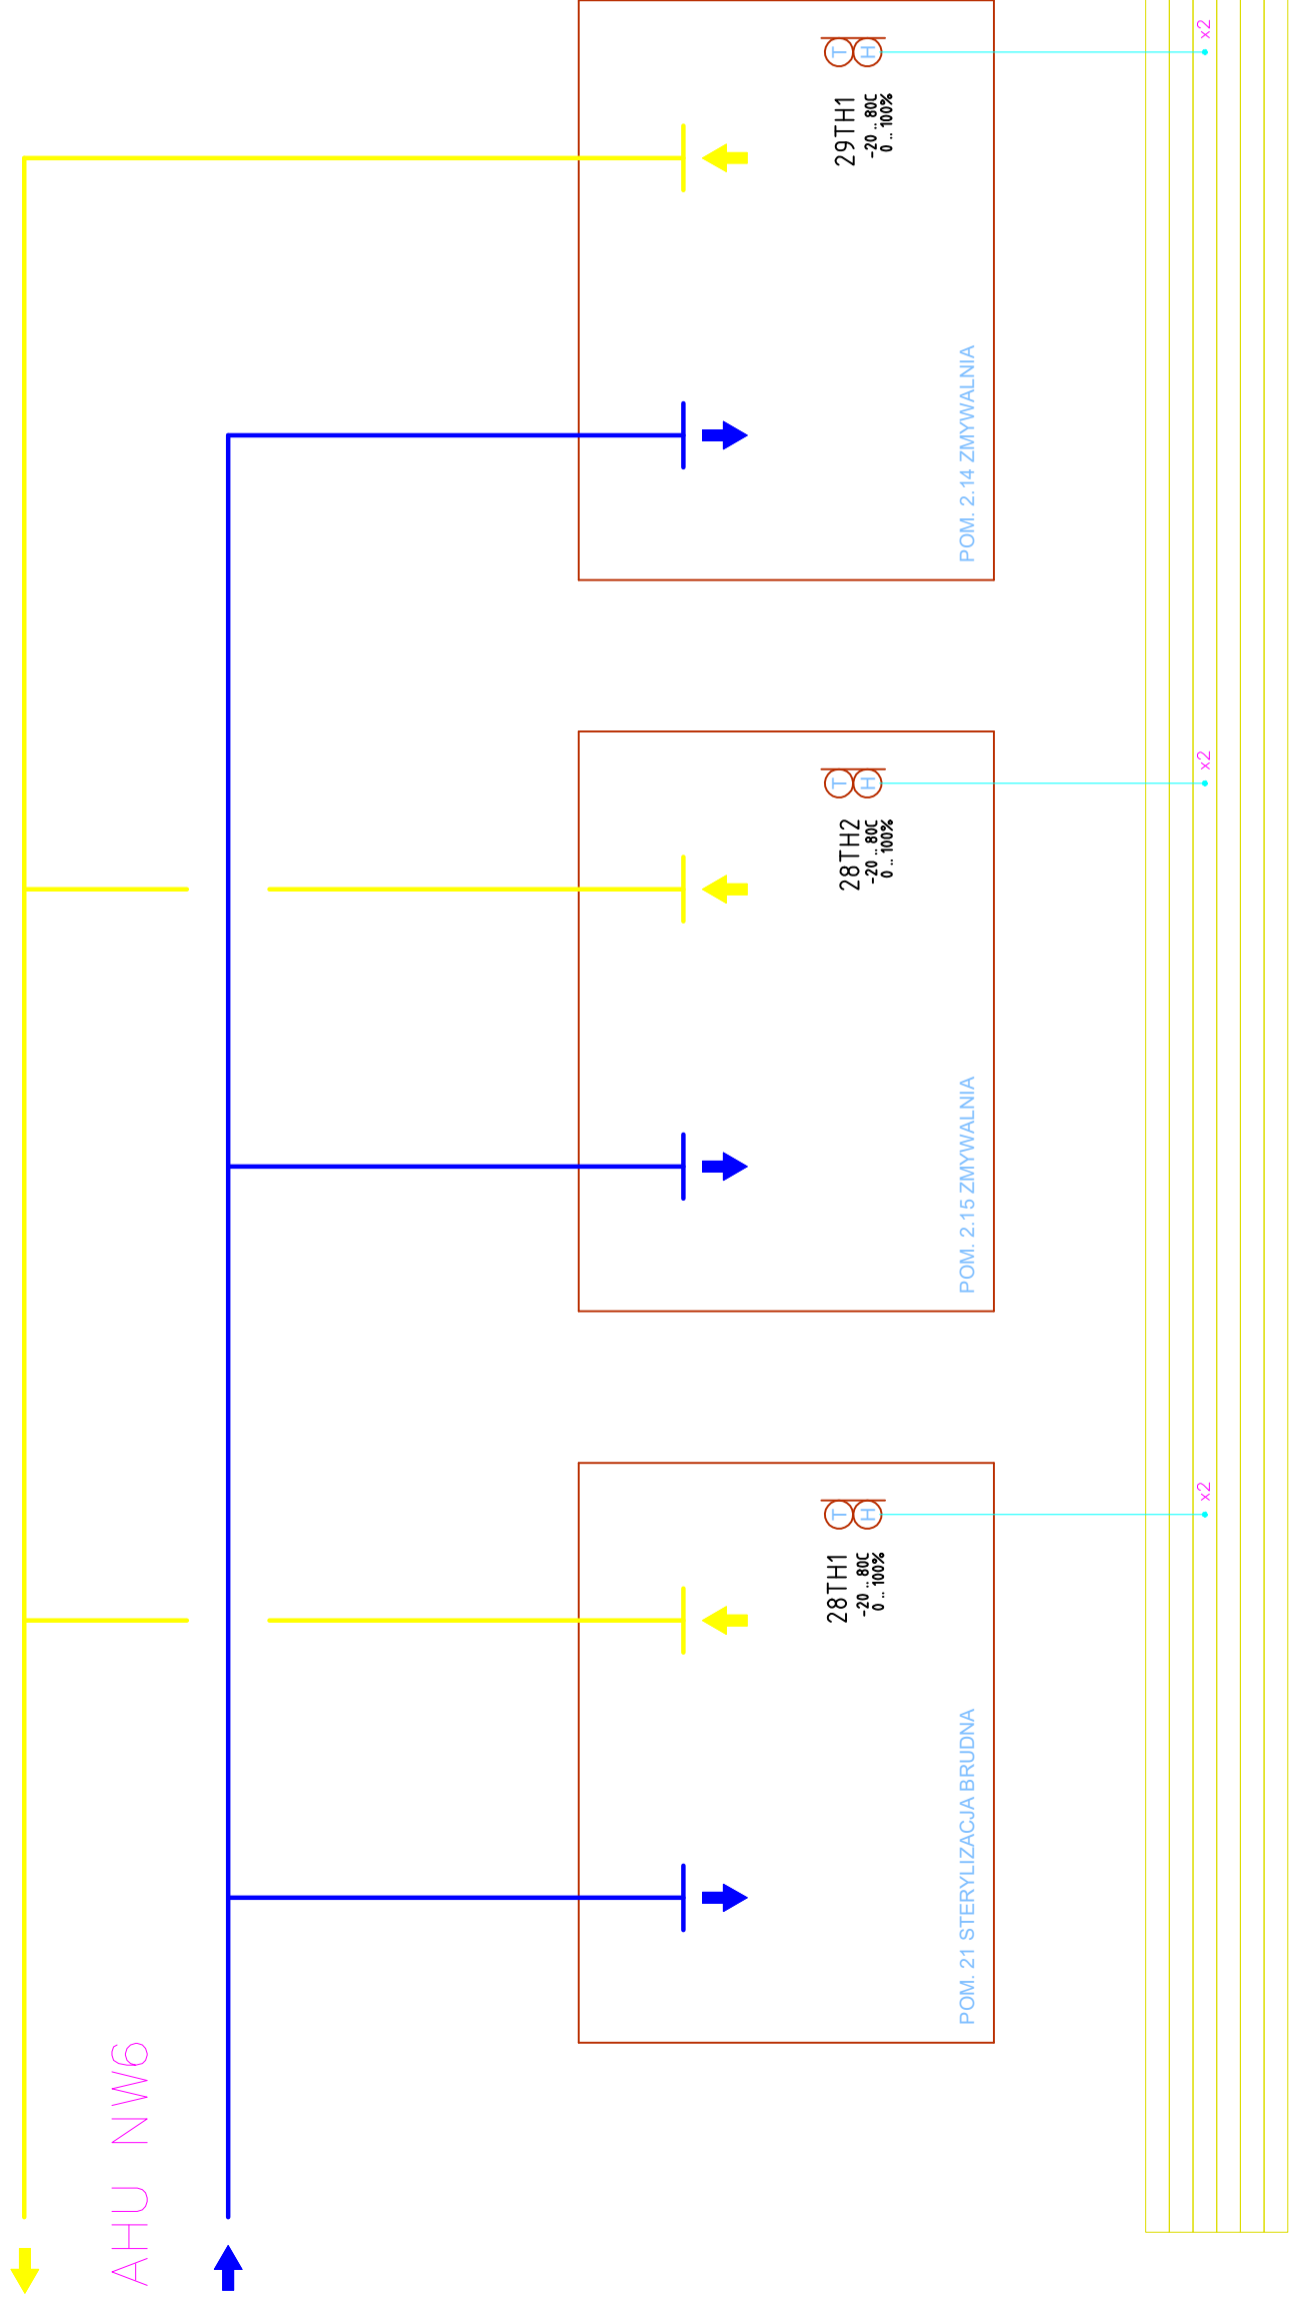 AHU NW6
T
H
x2
28TH1
-20 .. 80C
0 .. 100%
POM. 21 STERYLIZACJA BRUDNA
T
H
x2
28TH2
-20 .. 80C
0 .. 100%
POM. 2.15 ZMYWALNIA
T
H
x2
29TH1
-20 .. 80C
0 .. 100%
POM. 2.14 ZMYWALNIA